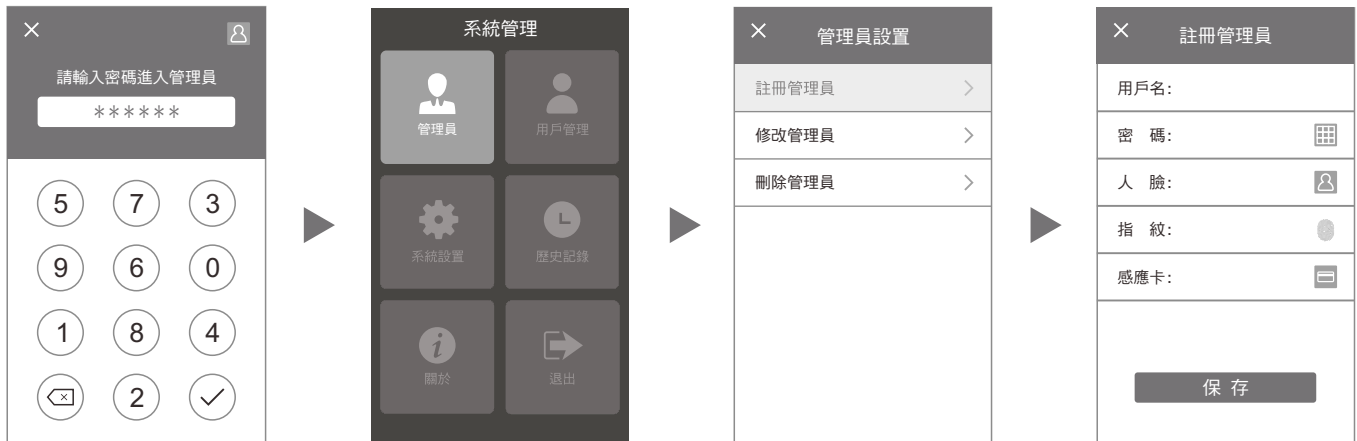 請輸入密碼進入管理員
******
5 7 3
9 6 0
1 8 4
2
系統管理
管理員 用戶管理
系統設置 歷史記錄
關於 退出
管理員設置
註冊管理員
修改管理員
刪除管理員
註冊管理員
用戶名：
密 碼：
人 臉：
指 紋：
感應卡：
保 存